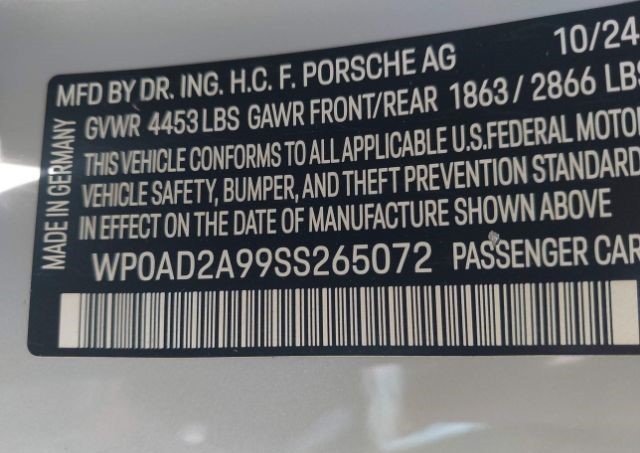 MFD BY DR. ING. H.C. F. PORSCHE AG 10/24
GVWR 4453 LBS GAWR FRONT/REAR 1863 / 2866 LBS
THIS VEHICLE CONFORMS TO ALL APPLICABLE U.S. FEDERAL MOTO
VEHICLE SAFETY, BUMPER, AND THEFT PREVENTION STANDARD
IN EFFECT ON THE DATE OF MANUFACTURE SHOWN ABOVE
WP0AD2A99SS265072 PASSENGER CAR
MADE IN GERMANY